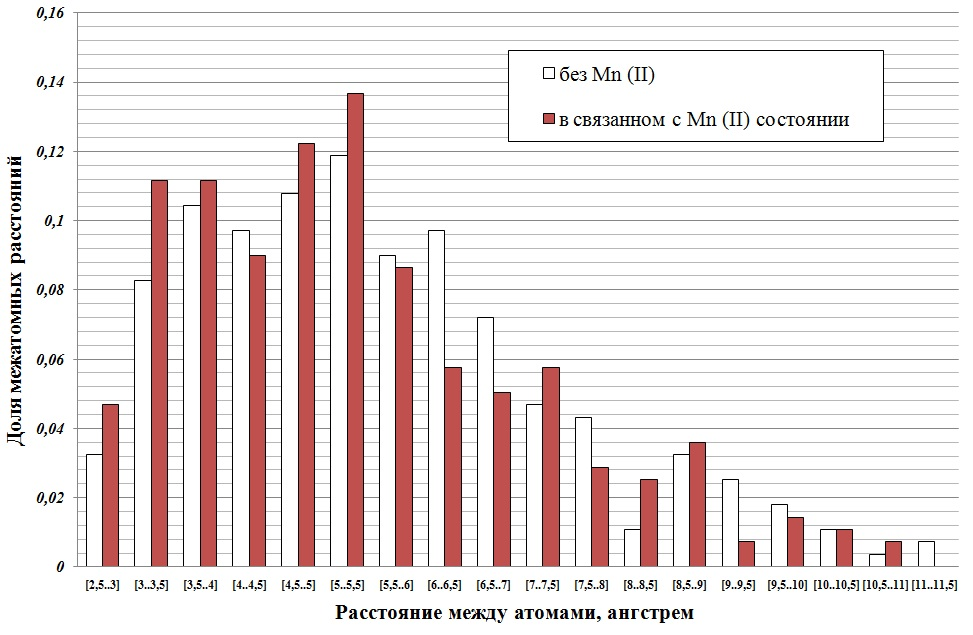 0,16
0,14
0,12
0,1
0,08
0,06
0,04
0,02
0
Доля межатомных расстояний
без Mn (II)
в связанном с Mn (II) состоянии
[2,5..3] [3..3,5] [3,5..4] [4..4,5] [4,5..5] [5..5,5] [5,5..6] [6..6,5] [6,5..7] [7..7,5] [7,5..8] [8..8,5] [8,5..9] [9..9,5] [9,5..10] [10..10,5] [10,5..11] [11..11,5]
Расстояние между атомами, ангстрем